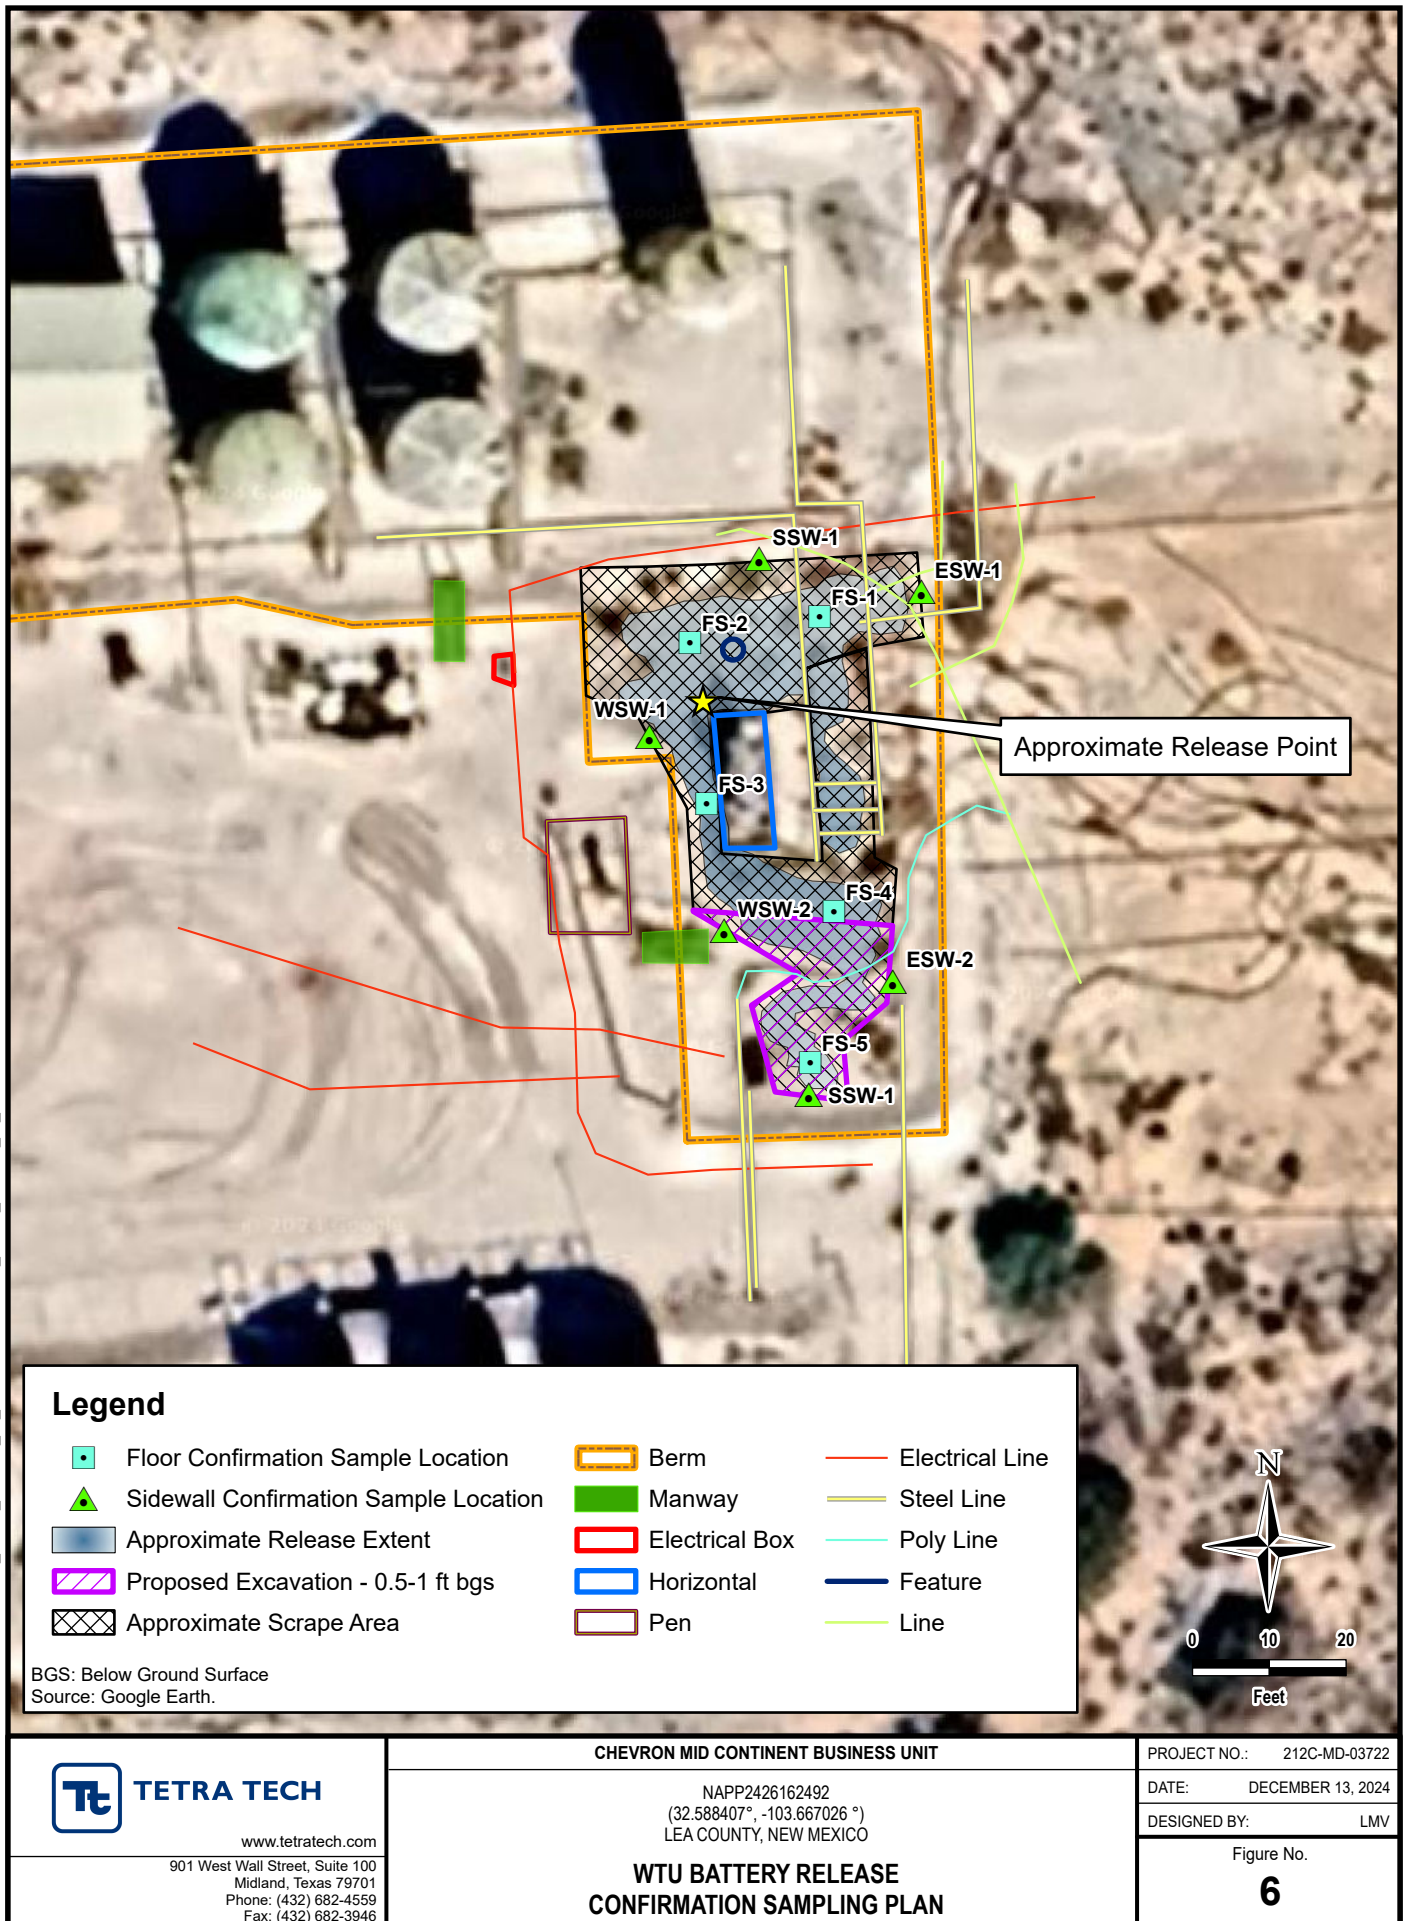 SSW-1
ESW-1
FS-1
FS-2
WSW-1
Approximate Release Point
FS-3
FS-4
WSW-2
ESW-2
FS-5
SSW-1
Legend
Floor Confirmation Sample Location
Sidewall Confirmation Sample Location
Approximate Release Extent
Proposed Excavation - 0.5-1 ft bgs
Approximate Scrape Area
Berm
Manway
Electrical Box
Horizontal
Pen
Electrical Line
Steel Line
Poly Line
Feature
Line
BGS: Below Ground Surface
Source: Google Earth.
N
0 10 20
Feet
Tt TETRA TECH
www.tetratech.com
901 West Wall Street, Suite 100
Midland, Texas 79701
Phone: (432) 682-4559
Fax: (432) 682-3946
CHEVRON MID CONTINENT BUSINESS UNIT
NAPP2426162492
(32.588407°, -103.667026 °)
LEA COUNTY, NEW MEXICO
WTU BATTERY RELEASE
CONFIRMATION SAMPLING PLAN
PROJECT NO.: 212C-MD-03722
DATE: DECEMBER 13, 2024
DESIGNED BY: LMV
Figure No.
6